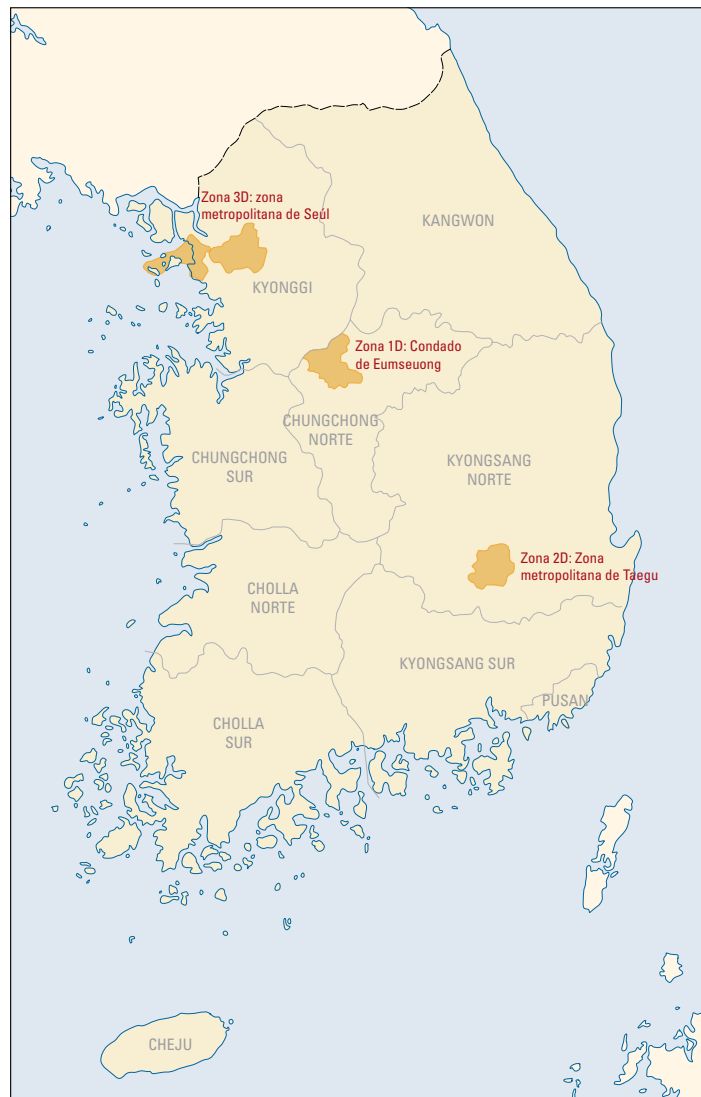 Zona 3D: zona
metropolitana de Seúl
KANGWON
KYONGGI
Zona 1D: Condado
de Eumseuong
CHUNGCHONG
NORTE
CHUNGCHONG
SUR
KYONGSANG
NORTE
Zona 2D: Zona
metropolitana de Taegu
CHOLLA
NORTE
KYONGSANG SUR
PUSAN
CHOLLA
SUR
CHEJU